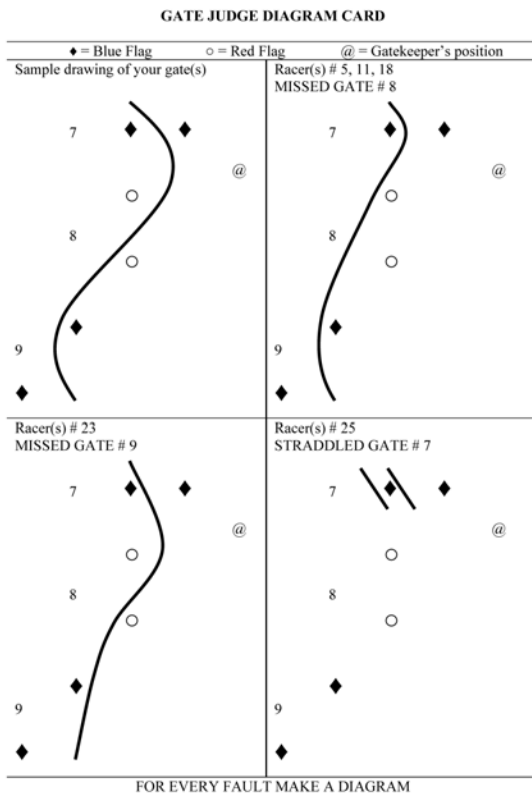 GATE JUDGE DIAGRAM CARD
♦ = Blue Flag ○ = Red Flag @ = Gatekeeper's position
Sample drawing of your gate(s)
7
@
8
9
Racer(s) # 5, 11, 18
MISSED GATE # 8
7
@
8
9
Racer(s) # 23
MISSED GATE # 9
7
@
8
9
Racer(s) # 25
STRADDLED GATE # 7
7
@
8
9
FOR EVERY FAULT MAKE A DIAGRAM